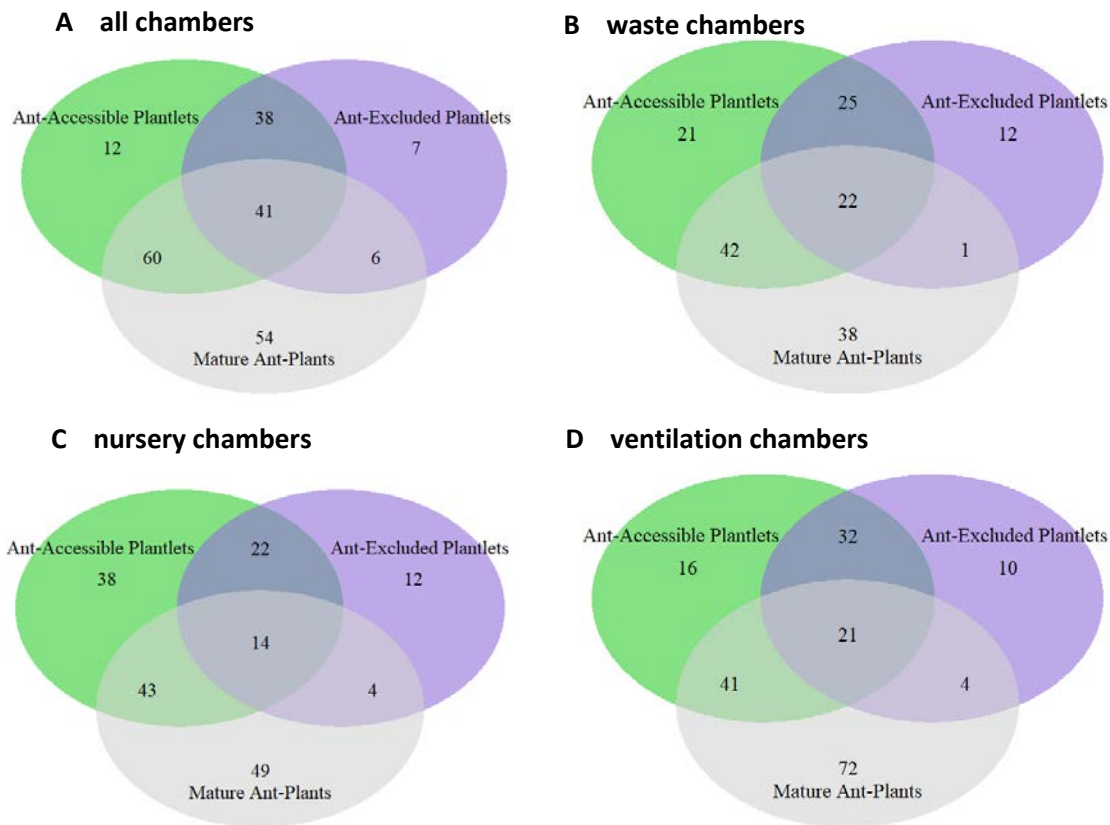 A all chambers
Ant-Accessible Plantlets
12
38
Ant-Excluded Plantlets
7
41
60
6
54
Mature Ant-Plants
B waste chambers
Ant-Accessible Plantlets
21
25
Ant-Excluded Plantlets
12
22
42
1
38
Mature Ant-Plants
C nursery chambers
Ant-Accessible Plantlets
38
22
Ant-Excluded Plantlets
12
14
43
4
49
Mature Ant-Plants
D ventilation chambers
Ant-Accessible Plantlets
16
32
Ant-Excluded Plantlets
10
21
41
4
72
Mature Ant-Plants